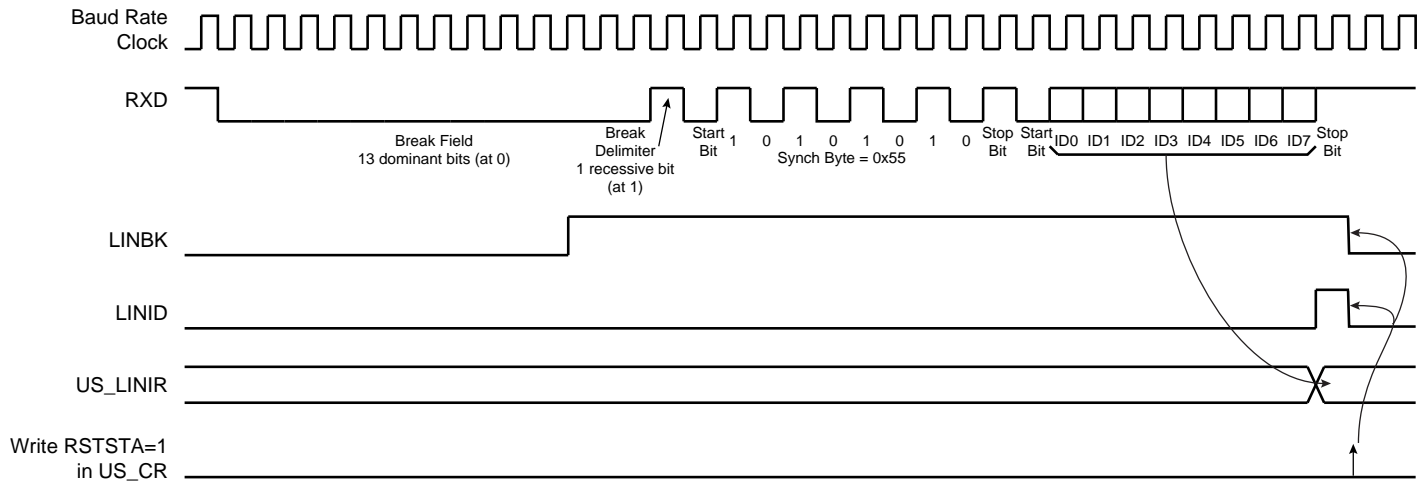 Baud Rate
Clock
RXD
Break Field
13 dominant bits (at 0)
Break
Delimiter
1 recessive bit
(at 1)
Start
Bit
1 0 1 0 1 0 1 0
Synch Byte = 0x55
Stop
Bit
Start
Bit
ID0 ID1 ID2 ID3 ID4 ID5 ID6 ID7
Stop
Bit
LINBK
LINID
US_LINIR
Write RSTSTA=1
in US_CR